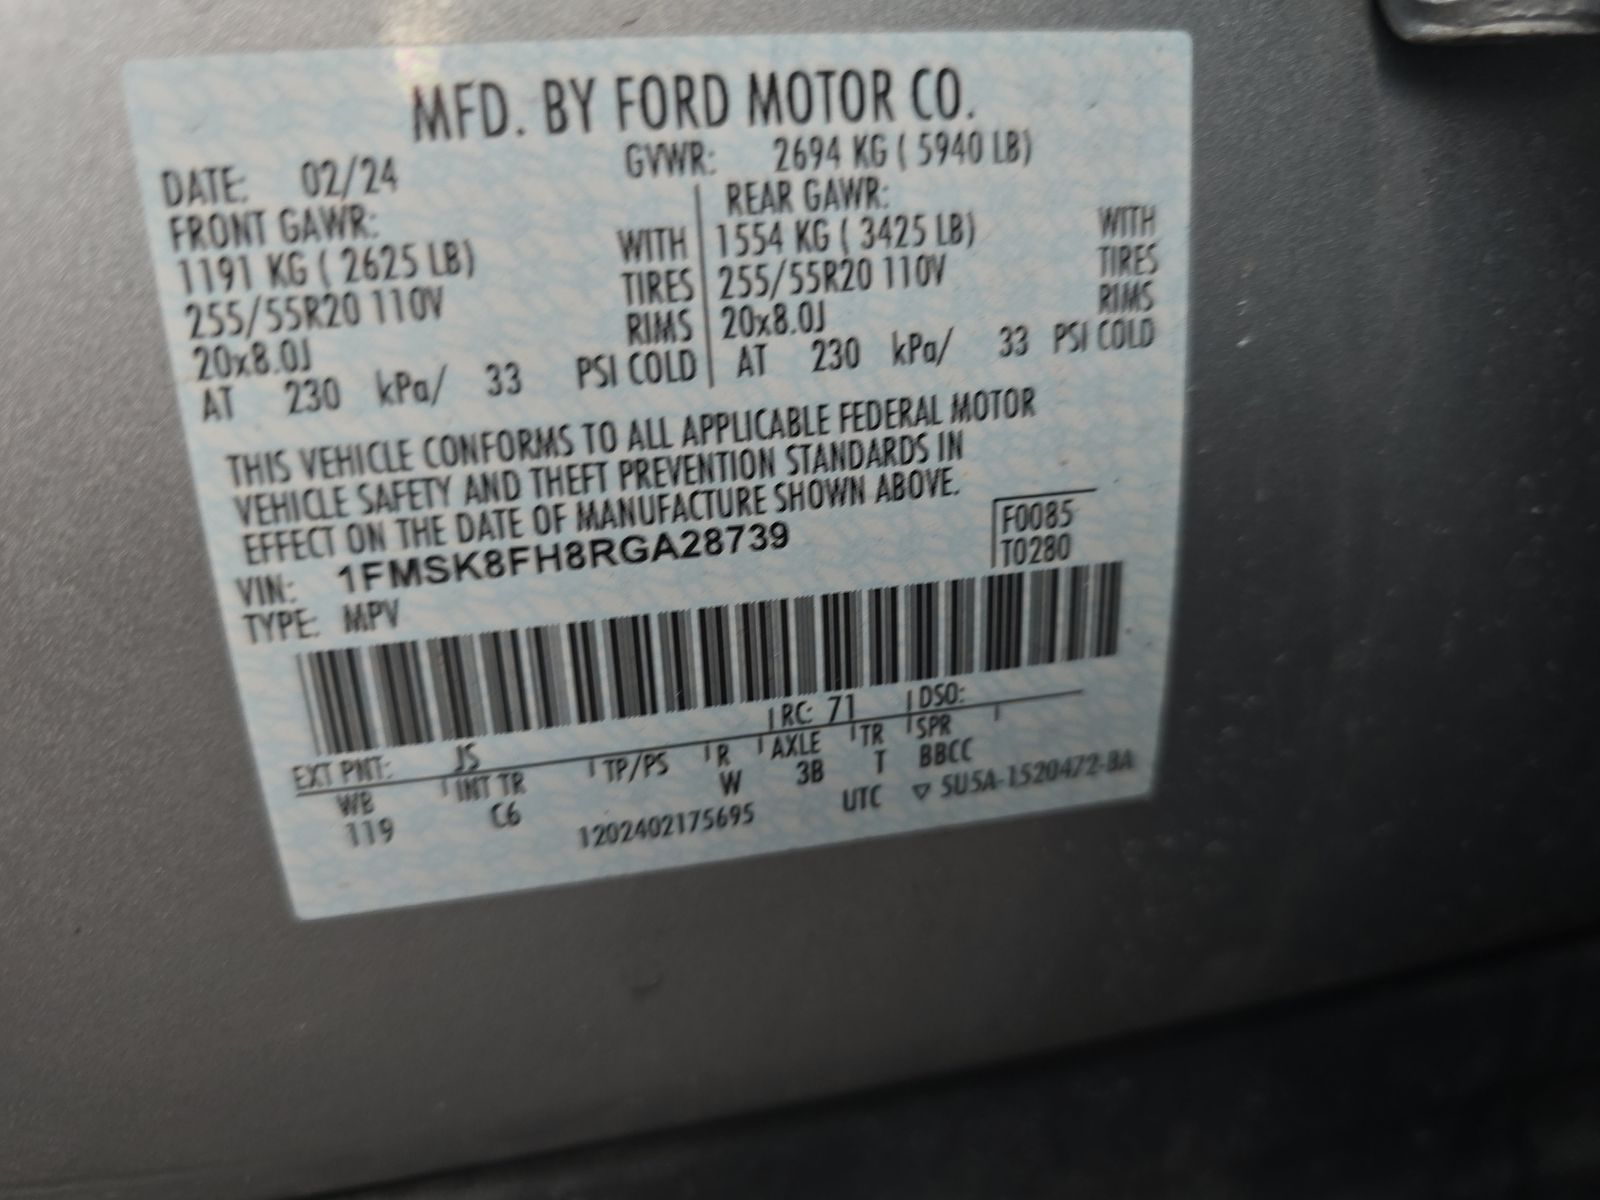 MFD. BY FORD MOTOR CO.
DATE: 02/24 GVWR: 2694 KG ( 5940 LB)
FRONT GAWR: REAR GAWR:
1191 KG ( 2625 LB) WITH 1554 KG ( 3425 LB) WITH
255/55R20 110V TIRES 255/55R20 110V TIRES
20x8.0J RIMS 20x8.0J RIMS
AT 230 kPa/ 33 PSI COLD AT 230 kPa/ 33 PSI COLD
THIS VEHICLE CONFORMS TO ALL APPLICABLE FEDERAL MOTOR
VEHICLE SAFETY AND THEFT PREVENTION STANDARDS IN
EFFECT ON THE DATE OF MANUFACTURE SHOWN ABOVE.
VIN: 1FMSK8FH8RGA28739 F0085
TYPE: MPV T0280
EXT PNT: JS RC: 71 DSO:
WB INT TR TP/PS R AXLE TR SPR
119 C6 W 3B T BBCC
1202402175695 UTC ▽ SU5A-1520472-BA